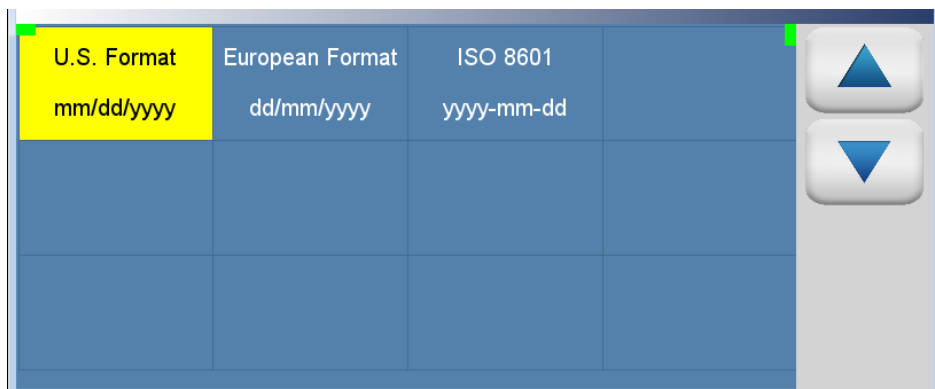 U.S. Format
mm/dd/yyyy
European Format
dd/mm/yyyy
ISO 8601
yyyy-mm-dd